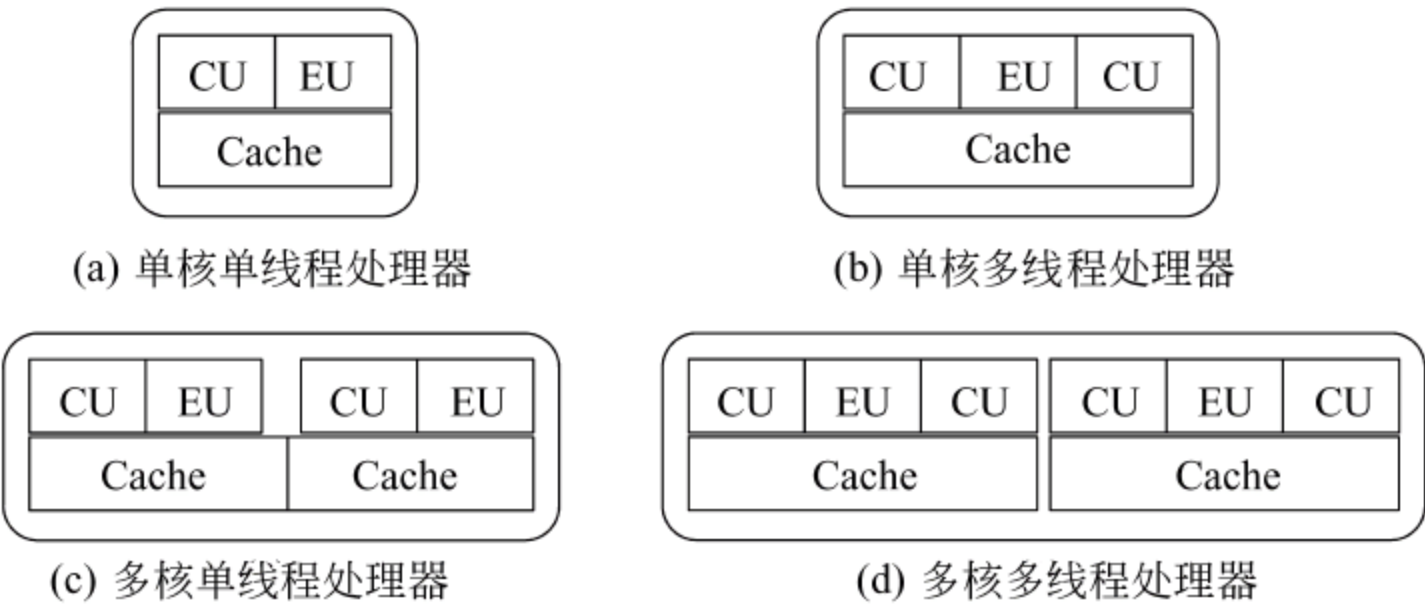 CU EU CU EU CU
Cache Cache
(a) 单核单线程处理器 (b) 单核多线程处理器
CU EU CU EU CU EU CU CU EU CU
Cache Cache Cache Cache
(c) 多核单线程处理器 (d) 多核多线程处理器